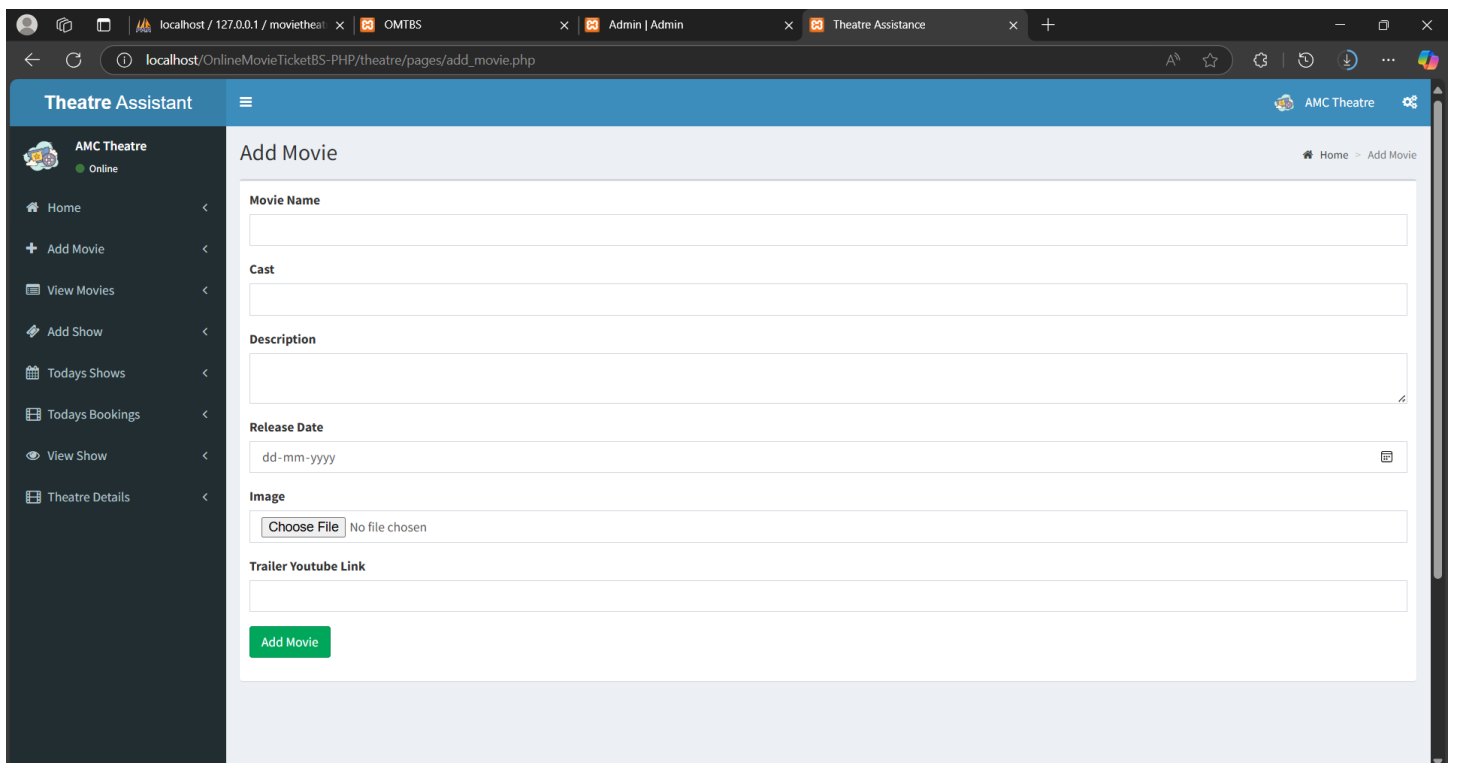 localhost / 127.0.0.1 / movietheat
OMTBS
Admin | Admin
Theatre Assistance
localhost/OnlineMovieTicketBS-PHP/theatre/pages/add_movie.php
Theatre Assistant
AMC Theatre
AMC Theatre
Online
Add Movie
Home > Add Movie
Home
Add Movie
View Movies
Add Show
Todays Shows
Todays Bookings
View Show
Theatre Details
Movie Name
Cast
Description
Release Date
dd-mm-yyyy
Image
Choose File No file chosen
Trailer Youtube Link
Add Movie